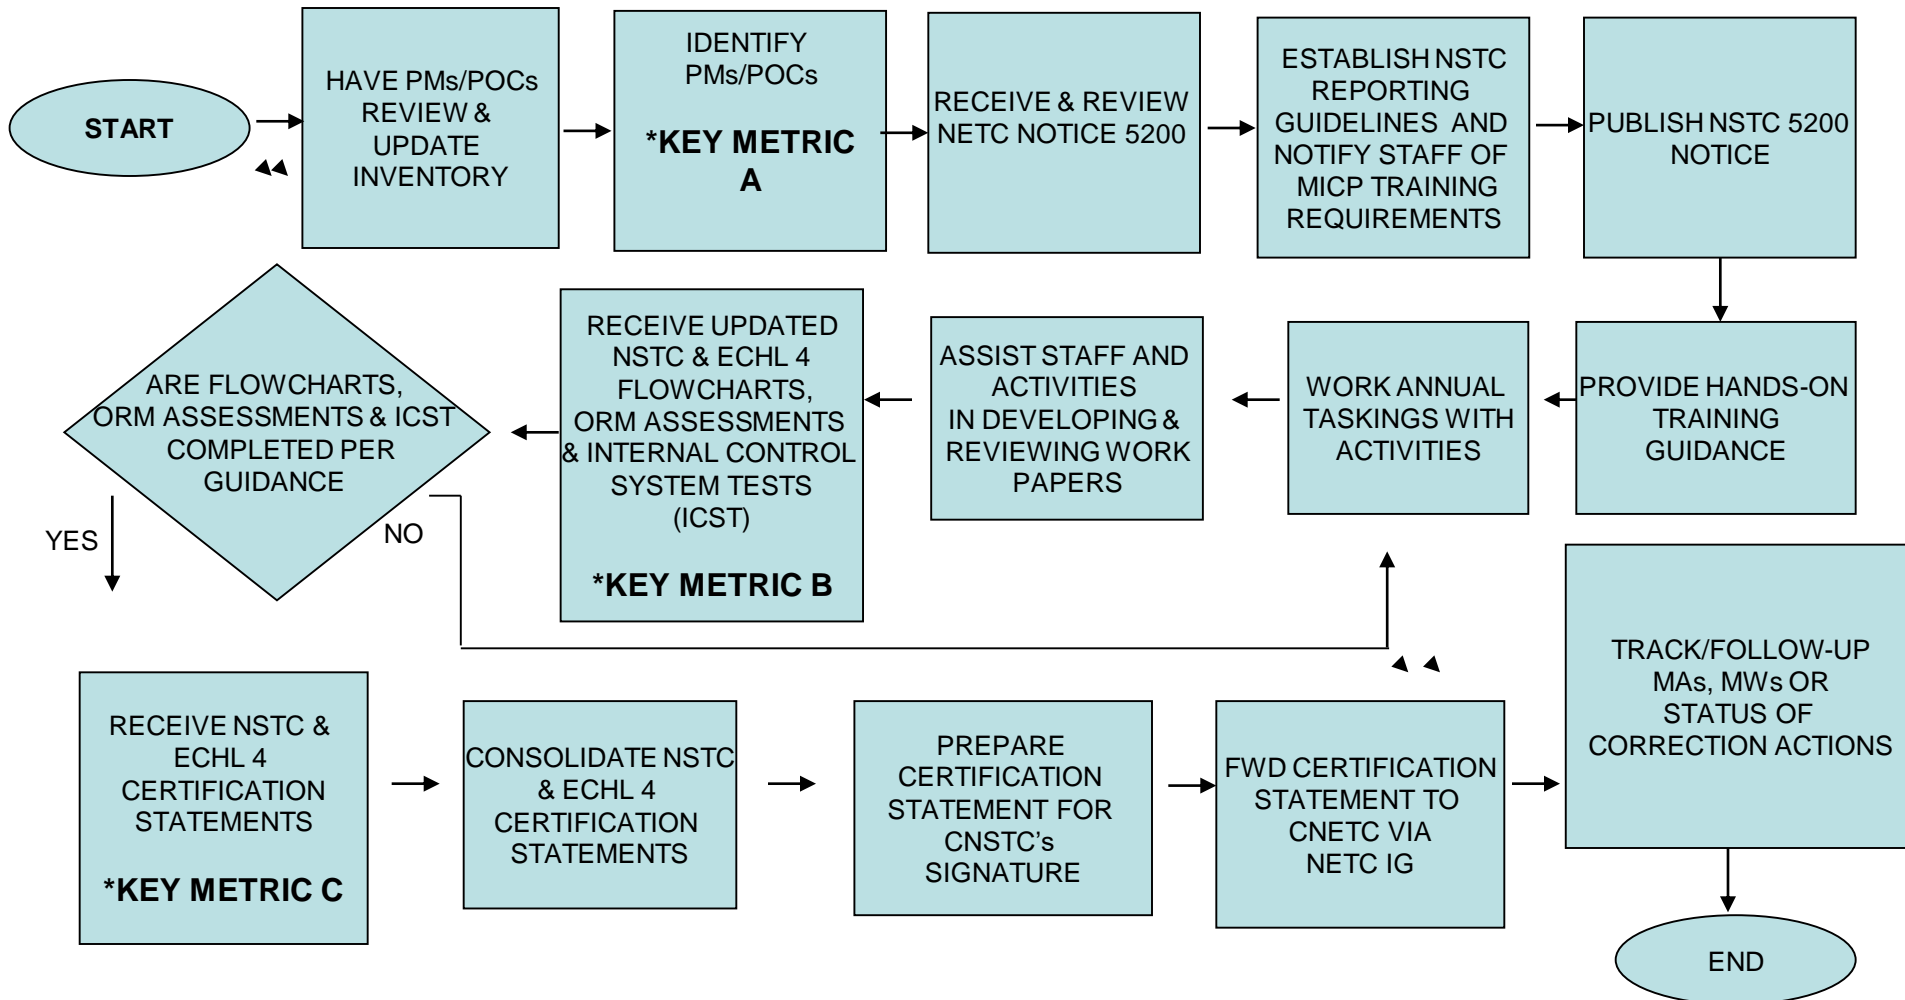 START
HAVE PMs/POCs
REVIEW &
UPDATE
INVENTORY
IDENTIFY
PMs/POCs
*KEY METRIC
A
RECEIVE & REVIEW
NETC NOTICE 5200
ESTABLISH NSTC
REPORTING
GUIDELINES AND
NOTIFY STAFF OF
MICP TRAINING
REQUIREMENTS
PUBLISH NSTC 5200
NOTICE
PROVIDE HANDS-ON
TRAINING
GUIDANCE
WORK ANNUAL
TASKINGS WITH
ACTIVITIES
ASSIST STAFF AND
ACTIVITIES
IN DEVELOPING &
REVIEWING WORK
PAPERS
RECEIVE UPDATED
NSTC & ECHL 4
FLOWCHARTS,
ORM ASSESSMENTS
& INTERNAL CONTROL
SYSTEM TESTS
(ICST)
*KEY METRIC B
ARE FLOWCHARTS,
ORM ASSESSMENTS & ICST
COMPLETED PER
GUIDANCE
YES
NO
RECEIVE NSTC &
ECHL 4
CERTIFICATION
STATEMENTS
*KEY METRIC C
CONSOLIDATE NSTC
& ECHL 4
CERTIFICATION
STATEMENTS
PREPARE
CERTIFICATION
STATEMENT FOR
CNSTC’s
SIGNATURE
FWD CERTIFICATION
STATEMENT TO
CNETC VIA
NETC IG
TRACK/FOLLOW-UP
MAs, MWs OR
STATUS OF
CORRECTION ACTIONS
END